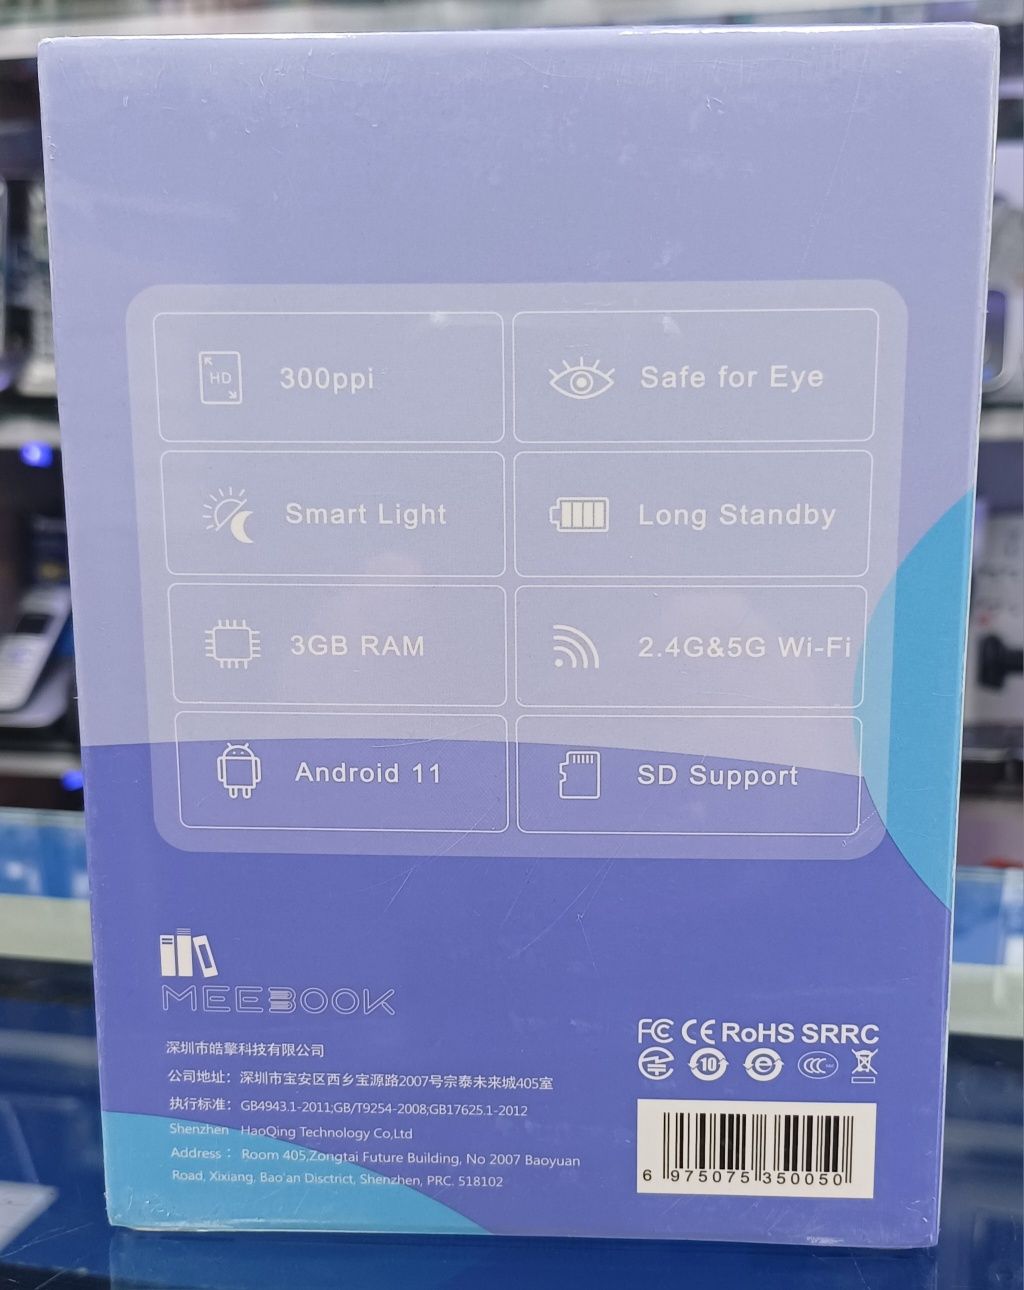 HD 300ppi
Safe for Eye
Smart Light
Long Standby
3GB RAM
2.4G&5G Wi-Fi
Android 11
SD Support
MEEBOOK
深圳市皓擎科技有限公司
公司地址：深圳市宝安区西乡宝源路2007号宗泰未来城405室
执行标准：GB4943.1-2011;GB/T9254-2008;GB17625.1-2012
Shenzhen HaoQing Technology Co,Ltd
Address： Room 405,Zongtai Future Building, No 2007 Baoyuan
Road, Xixiang, Bao'an Disctrict, Shenzhen, PRC. 518102
FC CE RoHS SRRC
10 e CCC
6 975075 350050